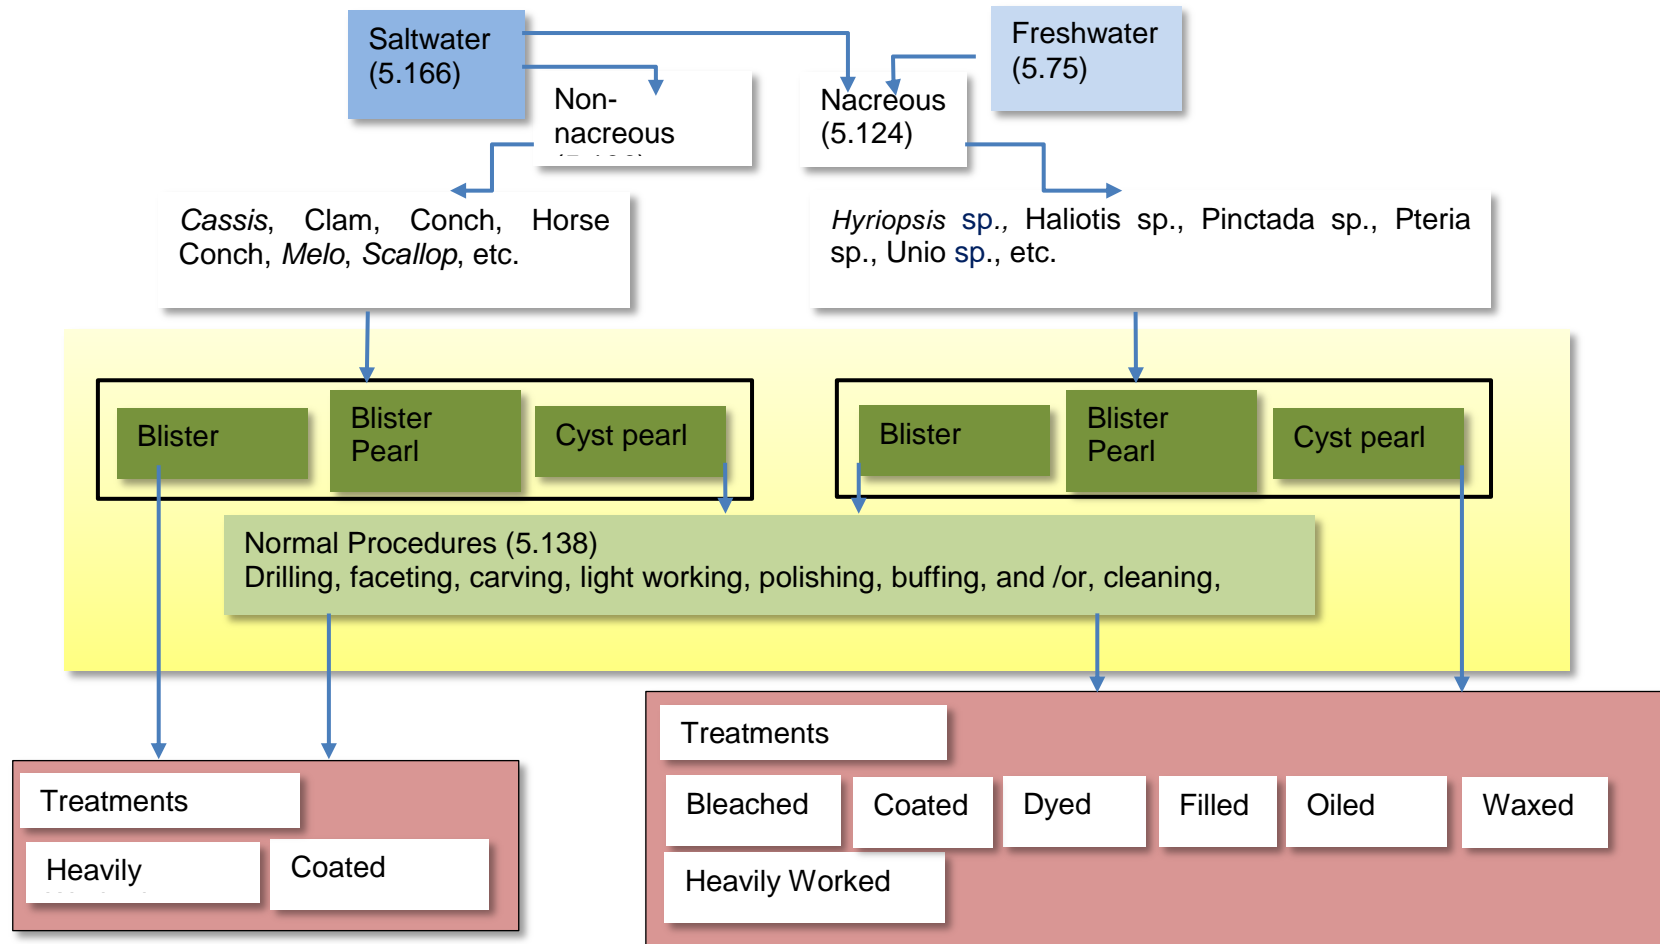 Saltwater
(5.166)
Freshwater
(5.75)
Non-
nacreous
Nacreous
(5.124)
Cassis, Clam, Conch, Horse
Conch, Melo, Scallop, etc.
Hyriopsis sp., Haliotis sp., Pinctada sp., Pteria
sp., Unio sp., etc.
Blister
Blister
Pearl
Cyst pearl
Blister
Blister
Pearl
Cyst pearl
Normal Procedures (5.138)
Drilling, faceting, carving, light working, polishing, buffing, and /or, cleaning,
Treatments
Heavily
Coated
Treatments
Bleached
Coated
Dyed
Filled
Oiled
Waxed
Heavily Worked